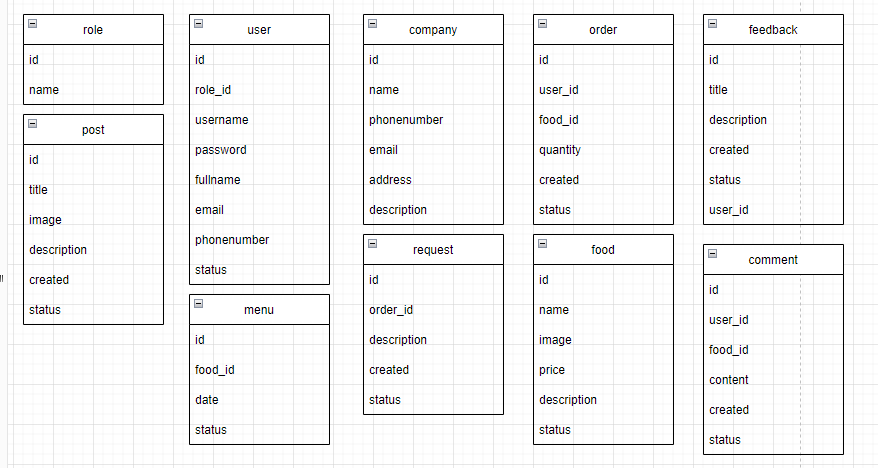 role
id
name
post
id
title
image
description
created
status
user
id
role_id
username
password
fullname
email
phonenumber
status
menu
id
food_id
date
status
company
id
name
phonenumber
email
address
description
request
id
order_id
description
created
status
order
id
user_id
food_id
quantity
created
status
food
id
name
image
price
description
status
feedback
id
title
description
created
status
user_id
comment
id
user_id
food_id
content
created
status